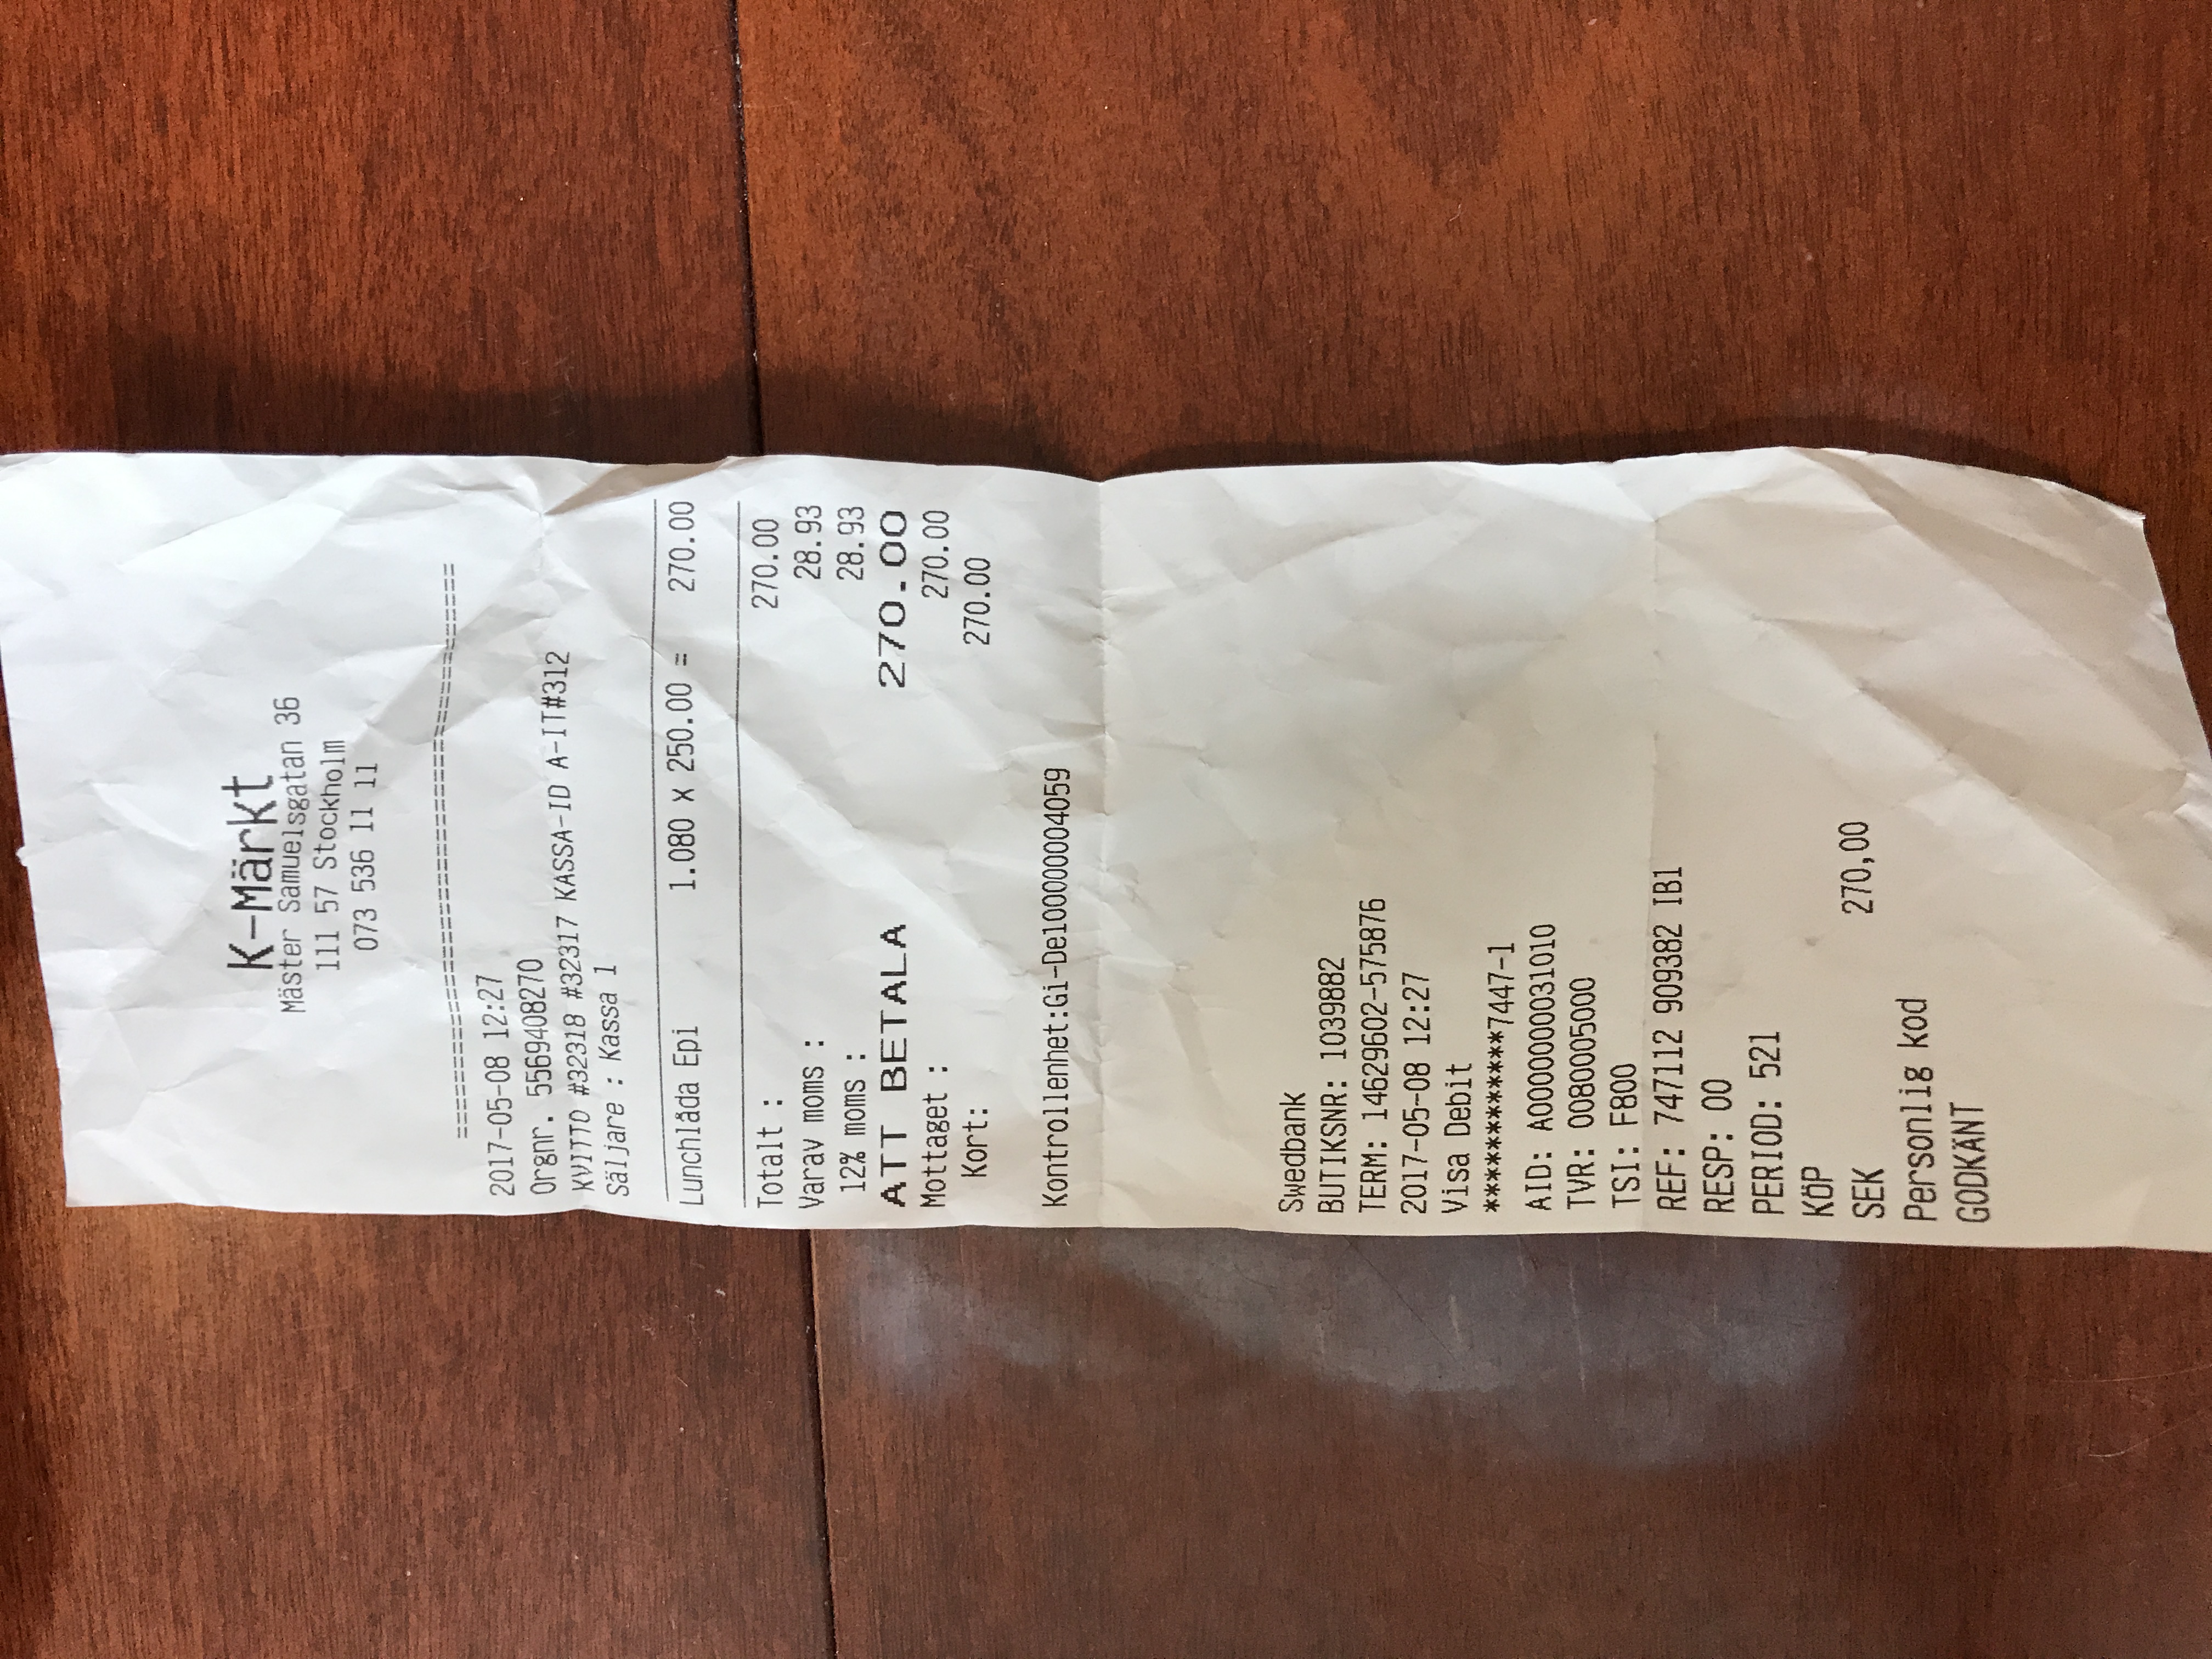 K-Märkt
Mäster Samuelsgatan 36
111 57 Stockholm
073 536 11 11
=====================================
2017-05-08 12:27
Orgnr. 5569408270
KVITTO #32318 #32317 KASSA-ID A-IT#312
Säljare : Kassa 1
Lunchlåda Epi 1.080 x 250.00 = 270.00
Totalt : 270.00
Varav moms : 28.93
12% moms : 28.93
ATT BETALA 270.00
Mottaget : 270.00
Kort: 270.00
Kontrollenhet:Gi-De100000004059
Swedbank
BUTIKSNR: 1039882
TERM: 14629602-575876
2017-05-08 12:27
Visa Debit
************7447-1
AID: A0000000031010
TVR: 0080005000
TSI: F800
REF: 747112 909382 IB1
RESP: 00
PERIOD: 521
KÖP
SEK 270,00
Personlig kod
GODKÄNT